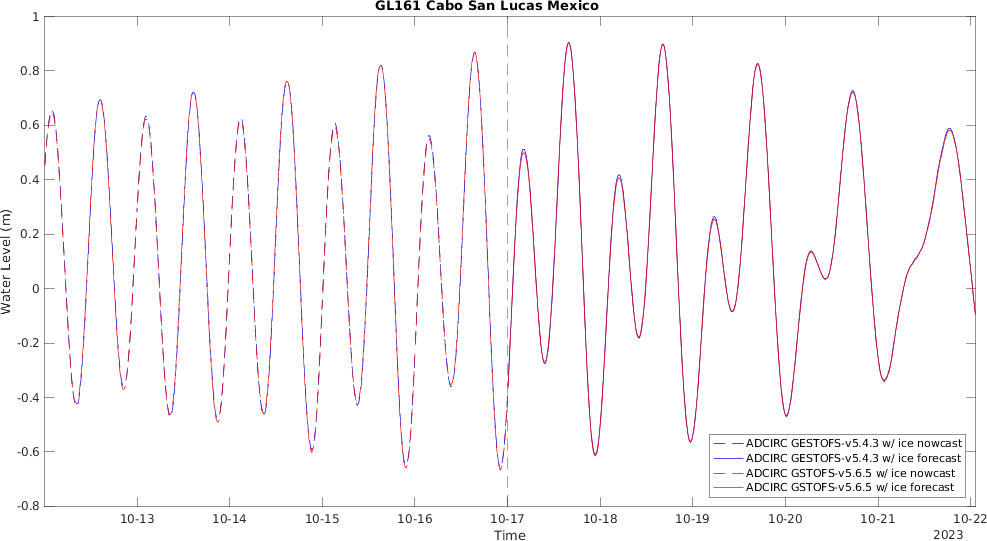 GL161 Cabo San Lucas Mexico
Water Level (m)
1
0.8
0.6
0.4
0.2
0
-0.2
-0.4
-0.6
-0.8
ADCIRC GESTOFS-v5.4.3 w/ ice nowcast
ADCIRC GESTOFS-v5.4.3 w/ ice forecast
ADCIRC GSTOFS-v5.6.5 w/ ice nowcast
ADCIRC GSTOFS-v5.6.5 w/ ice forecast
10-13 10-14 10-15 10-16 10-17 10-18 10-19 10-20 10-21 10-22
Time
2023